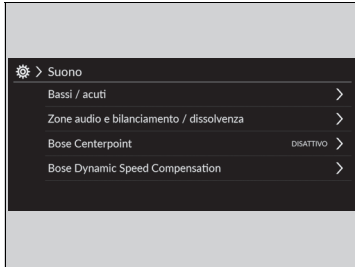 Suono
Bassi / acuti
Zone audio e bilanciamento / dissolvenza
Bose Centerpoint DISATTIVO
Bose Dynamic Speed Compensation